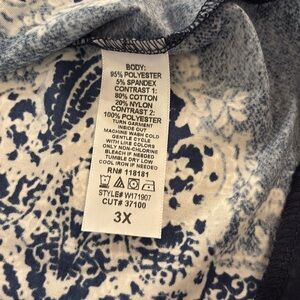 BODY:
95% POLYESTER
5% SPANDEX
CONTRAST 1:
80% COTTON
20% NYLON
CONTRAST 2:
100% POLYESTER
TURN GARMENT
INSIDE OUT
MACHINE WASH COLD
GENTLE CYCLE
WITH LIKE COLORS
ONLY NON-CHLORINE
BLEACH IF NEEDED
TUMBLE DRY LOW
COOL IRON IF NEEDED
RN# 118181
STYLE# W171907
CUT# 37100
3X